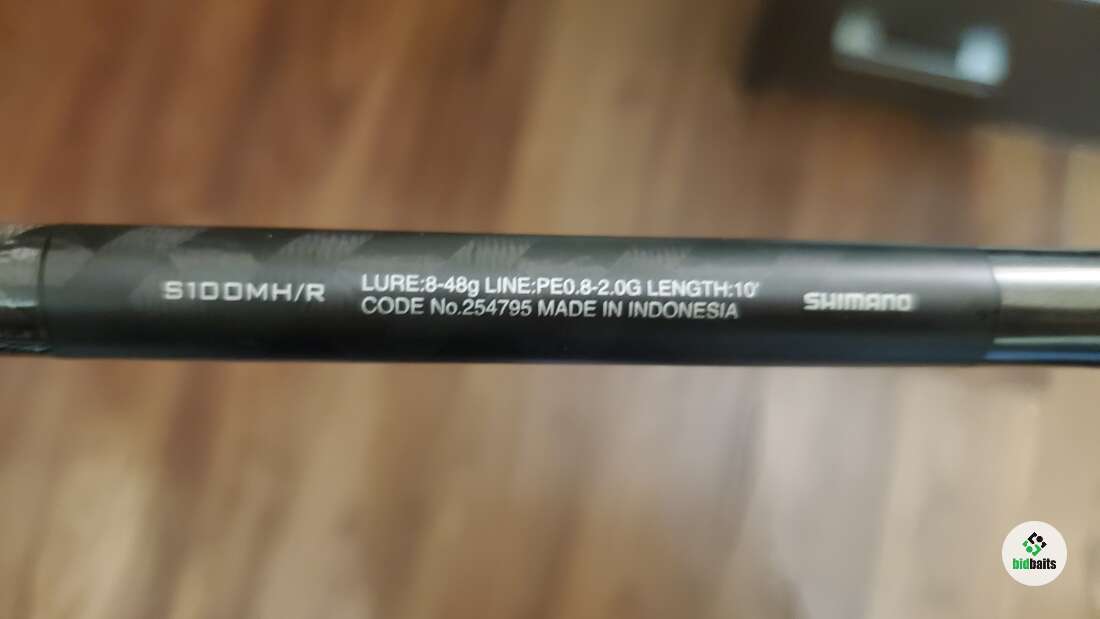 S100MH/R
LURE:8-48g LINE:PE0.8-2.0G LENGTH:10'
CODE No.254795 MADE IN INDONESIA
SHIMANO
bidbaits